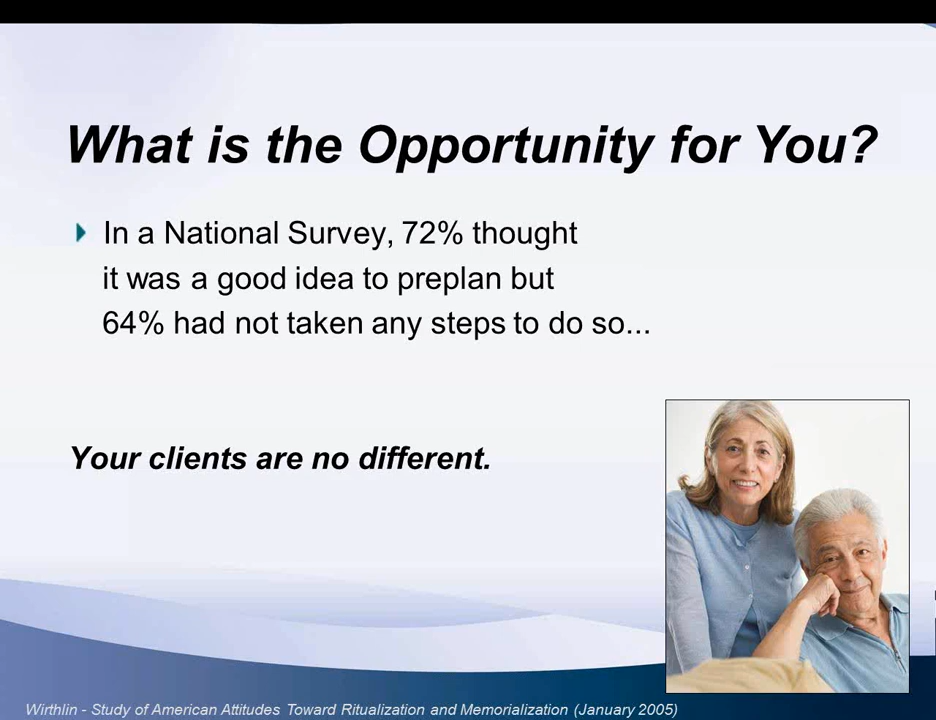 What is the Opportunity for You?
In a National Survey, 72% thought
it was a good idea to preplan but
64% had not taken any steps to do so...
Your clients are no different.
Wirthlin - Study of American Attitudes Toward Ritualization and Memorialization (January 2005)